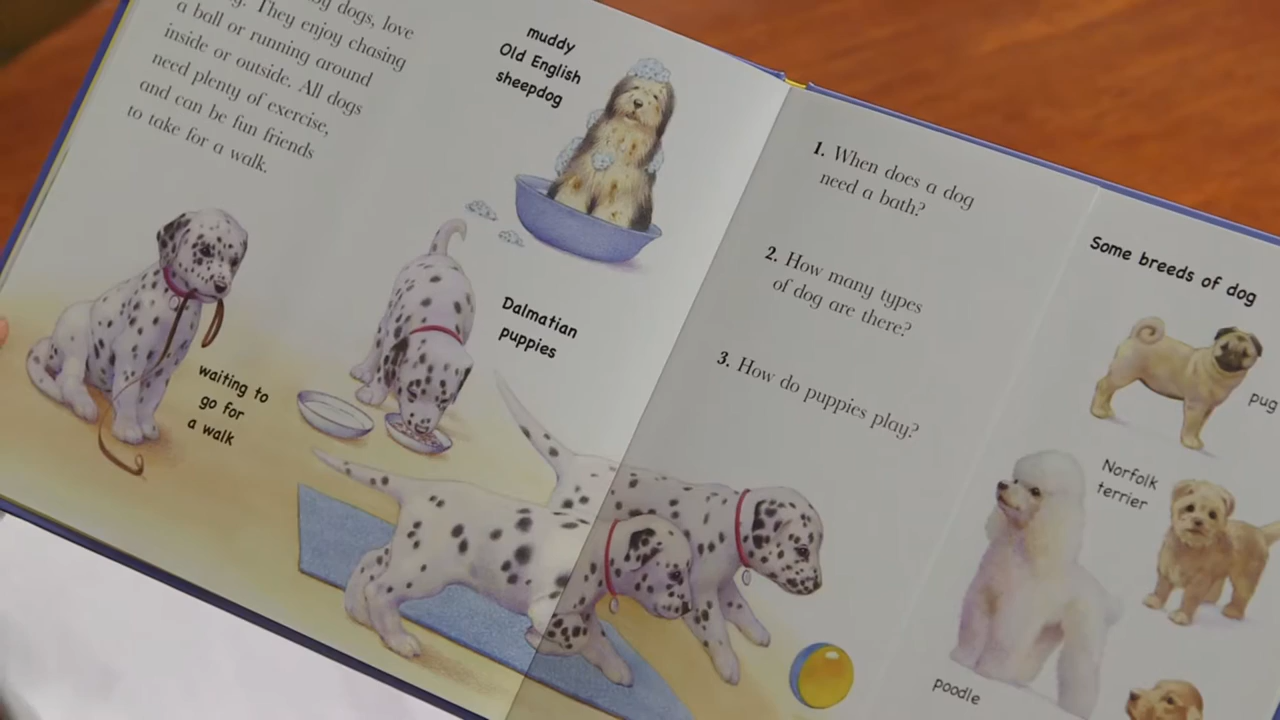 dogs, love
They enjoy chasing
a ball or running around
inside or outside. All dogs
need plenty of exercise,
and can be fun friends
to take for a walk.
muddy
Old English
sheepdog
Dalmatian
puppies
waiting to
go for
a walk
1. When does a dog
need a bath?
2. How many types
of dog are there?
3. How do puppies play?
Some breeds of dog
pug
Norfolk
terrier
poodle